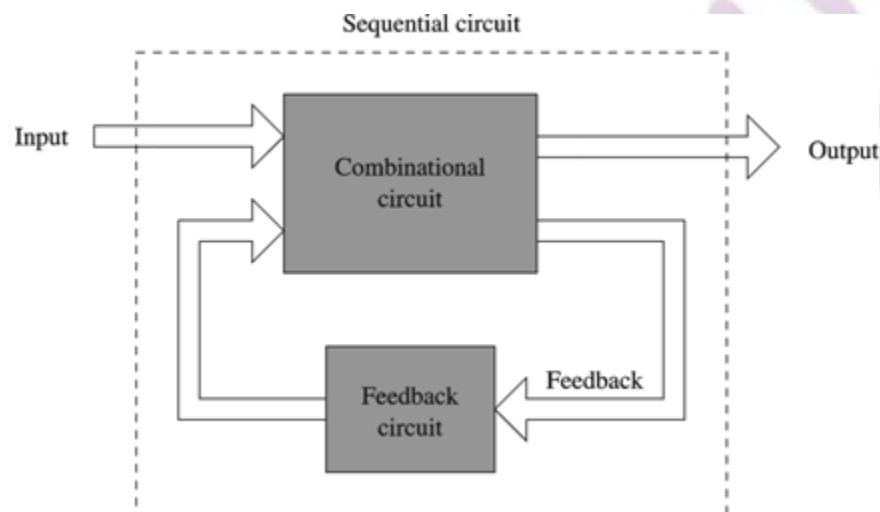 Sequential circuit
Input
Combinational
circuit
Output
Feedback
Feedback
circuit